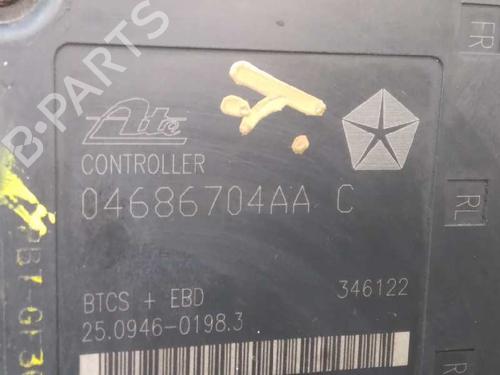 B-PARTS
FR
Ate
CONTROLLER
04686704AA C
RL
BTCS + EBD 346122
25.0946-0198.3